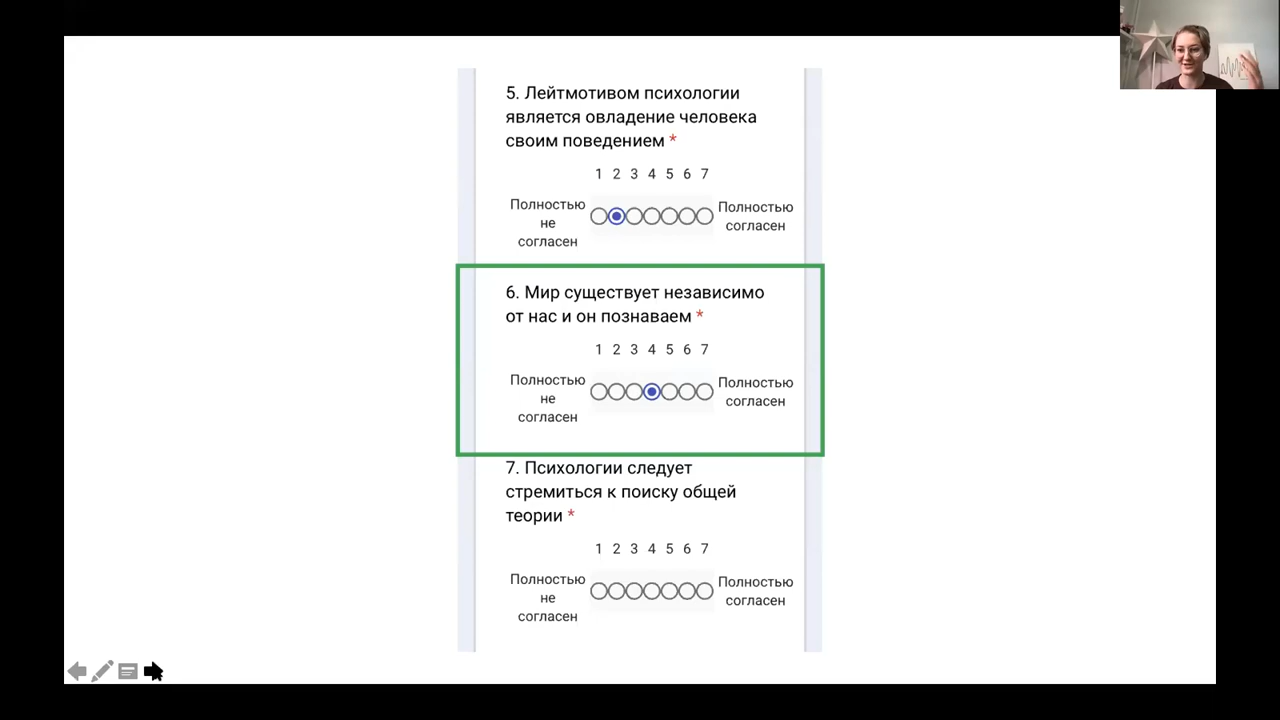 5. Лейтмотивом психологии
является овладение человека
своим поведением *
1 2 3 4 5 6 7
Полностью
не
согласен
Полностью
согласен
6. Мир существует независимо
от нас и он познаваем *
1 2 3 4 5 6 7
Полностью
не
согласен
Полностью
согласен
7. Психологии следует
стремиться к поиску общей
теории *
1 2 3 4 5 6 7
Полностью
не
согласен
Полностью
согласен